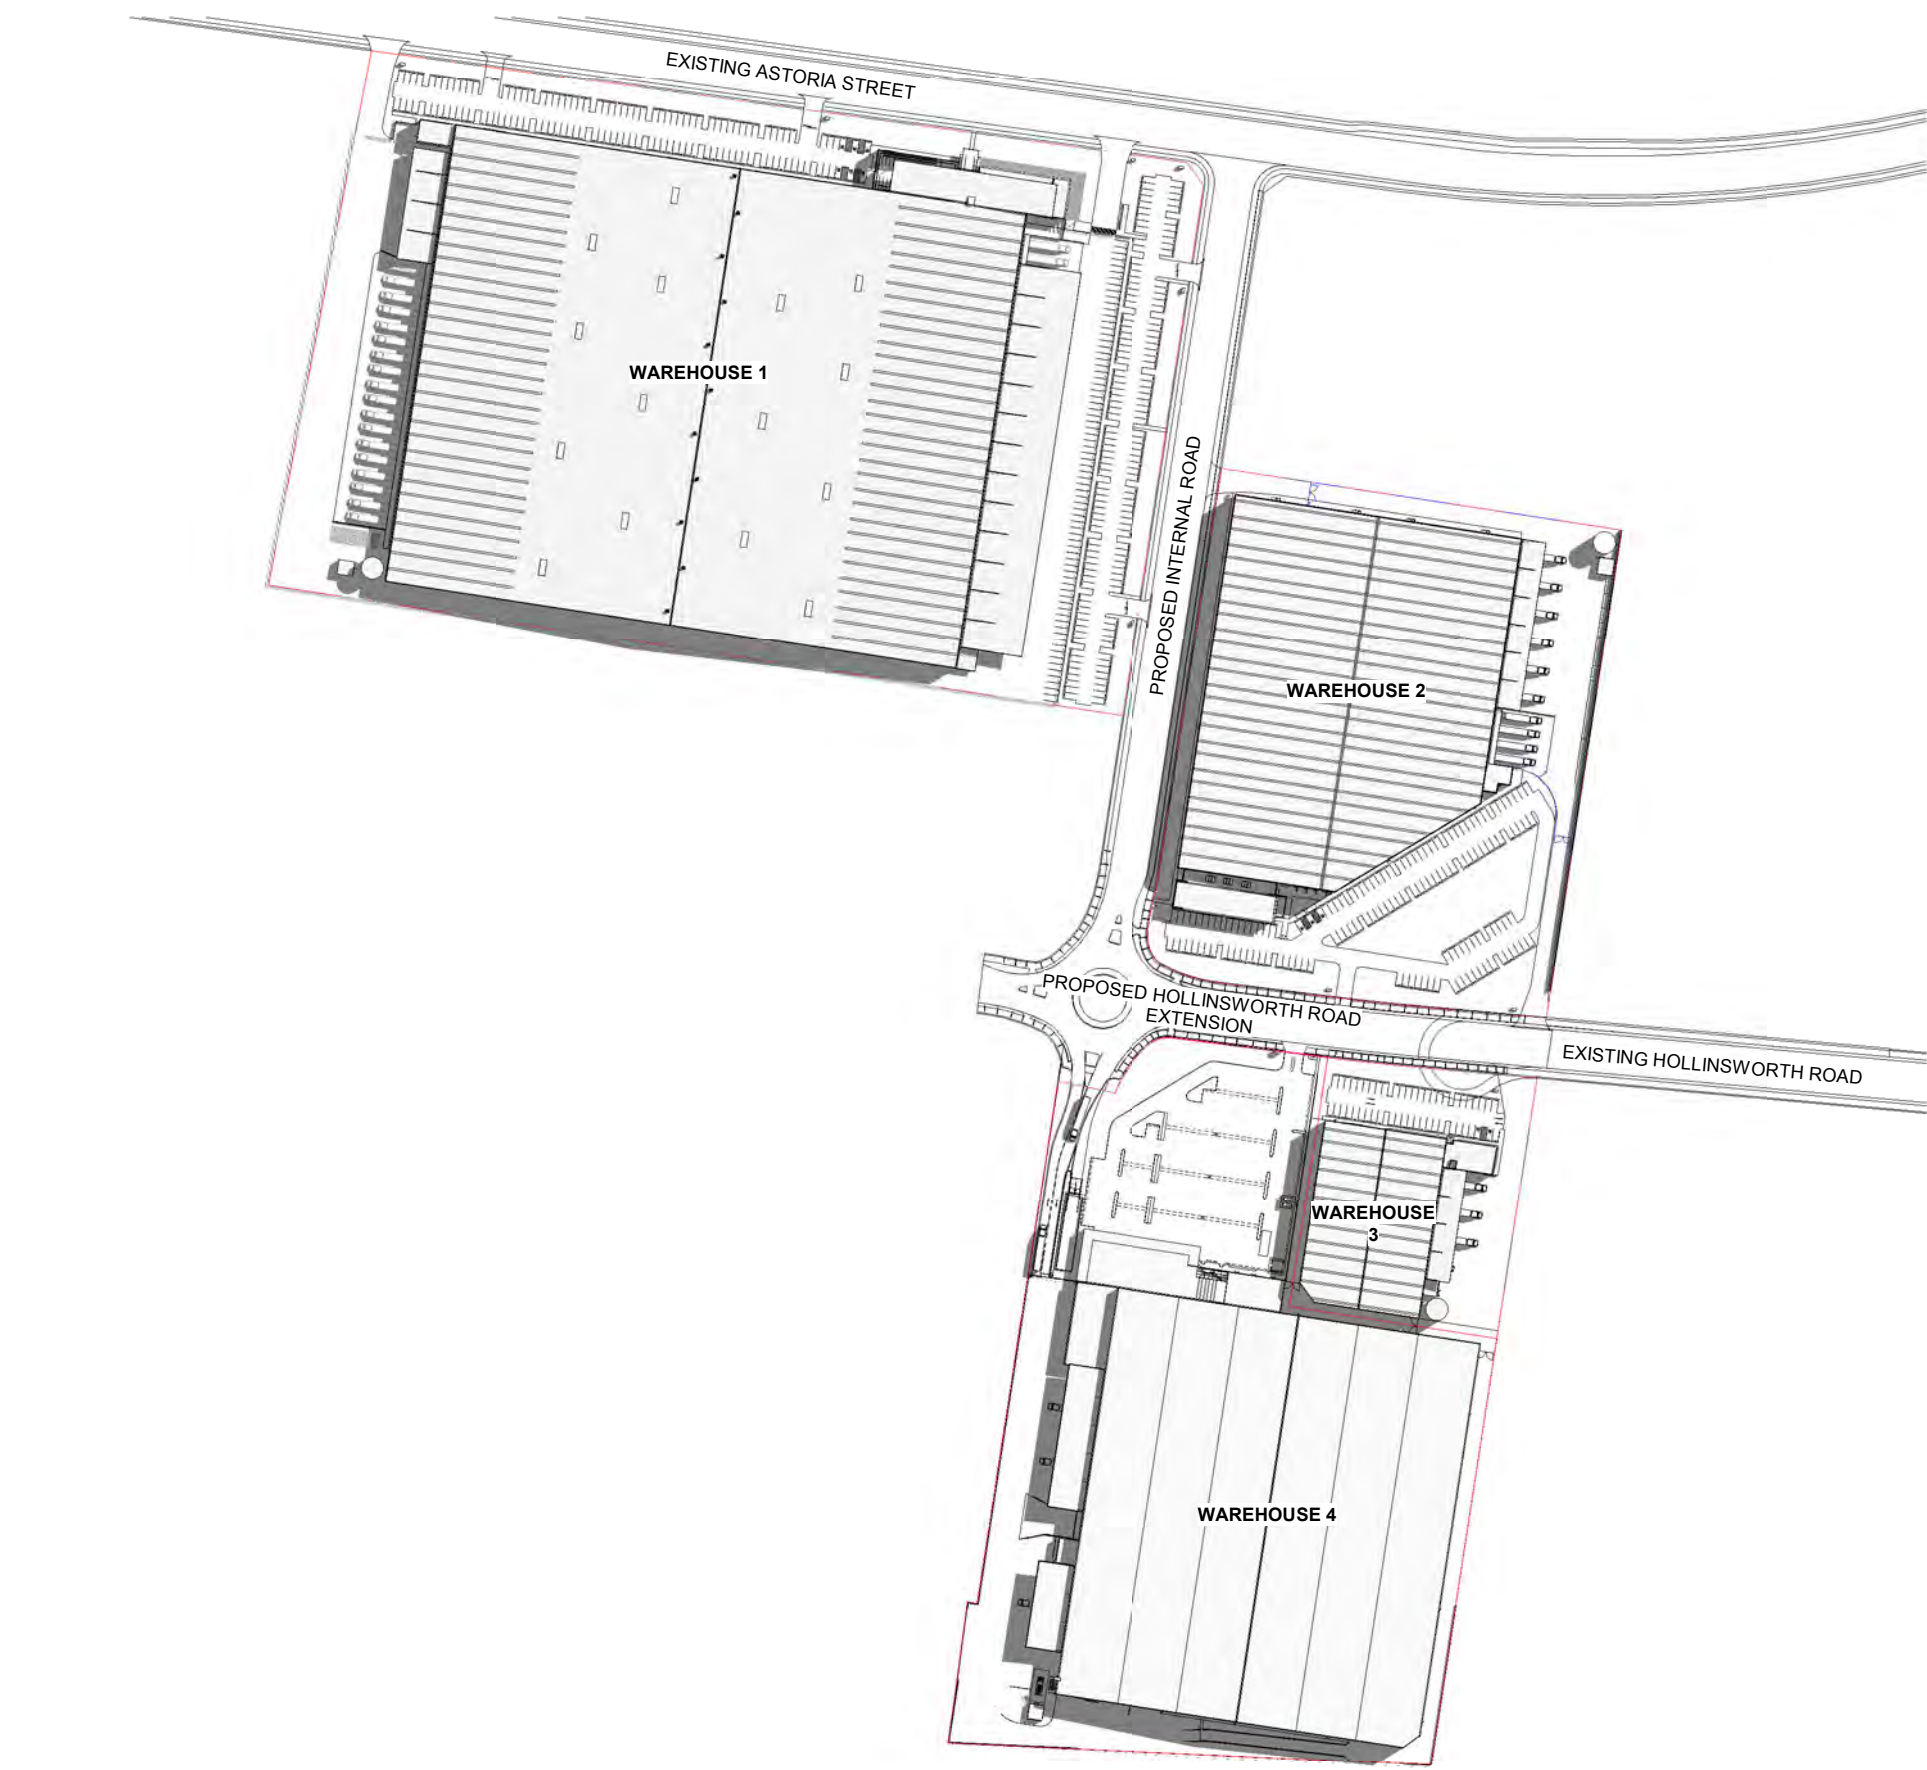 EXISTING ASTORIA STREET
WAREHOUSE 1
PROPOSED INTERNAL ROAD
WAREHOUSE 2
PROPOSED HOLLINSWORTH ROAD
EXTENSION
EXISTING HOLLINSWORTH ROAD
WAREHOUSE
3
WAREHOUSE 4